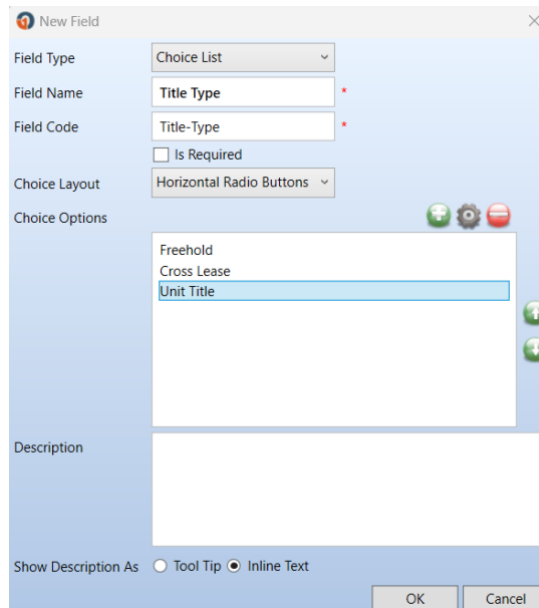 New Field
Field Type Choice List
Field Name Title Type *
Field Code Title-Type *
Is Required
Choice Layout Horizontal Radio Buttons
Choice Options
Freehold
Cross Lease
Unit Title
Description
Show Description As Tool Tip Inline Text
OK Cancel